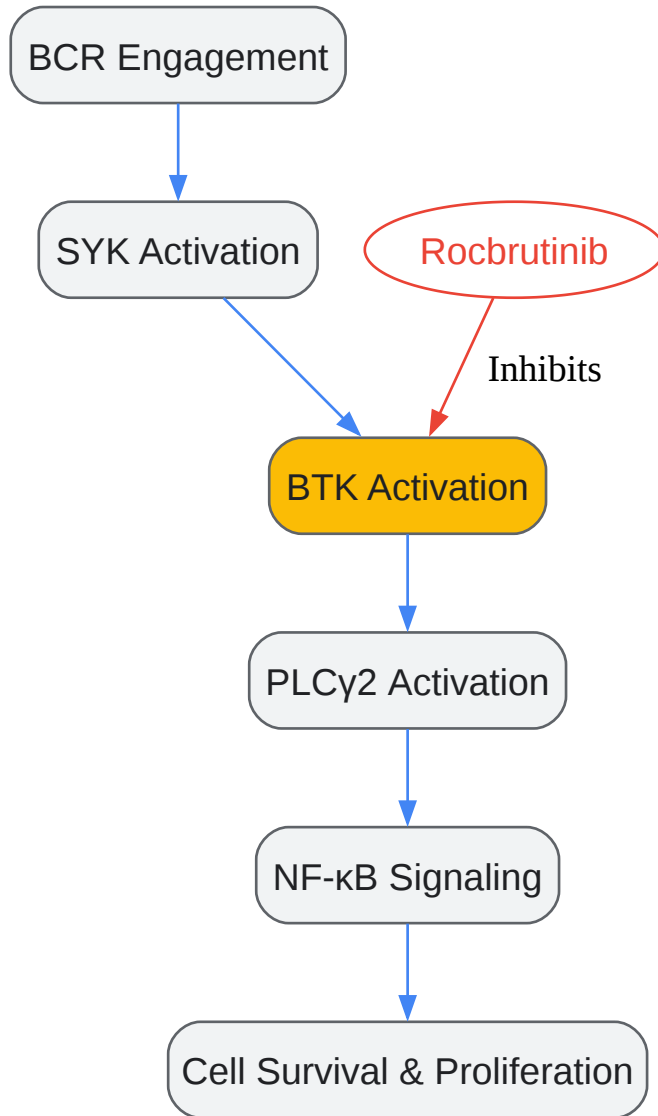 BCR Engagement
SYK Activation
Rocbrutinib
Inhibits
BTK Activation
PLCγ2 Activation
NF-κB Signaling
Cell Survival & Proliferation